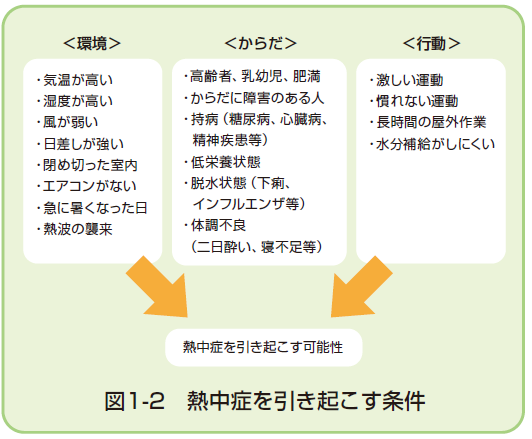 ＜環境＞
・気温が高い
・湿度が高い
・風が弱い
・日差しが強い
・閉め切った室内
・エアコンがない
・急に暑くなった日
・熱波の襲来
＜からだ＞
・高齢者、乳幼児、肥満
・からだに障害のある人
・持病（糖尿病、心臓病、
精神疾患等）
・低栄養状態
・脱水状態（下痢、
インフルエンザ等）
・体調不良
（二日酔い、寝不足等）
＜行動＞
・激しい運動
・慣れない運動
・長時間の屋外作業
・水分補給がしにくい
熱中症を引き起こす可能性
図1-2　熱中症を引き起こす条件